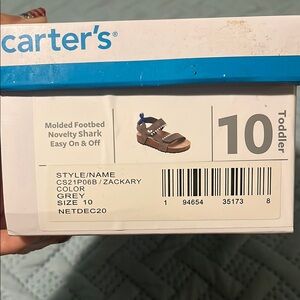 carter's®
Molded Footbed
Novelty Shark
Easy On & Off
10
Toddler
STYLE/NAME
CS21P06B/ZACKARY
COLOR
GREY
SIZE 10
NETDEC20
1 94654 35173 8